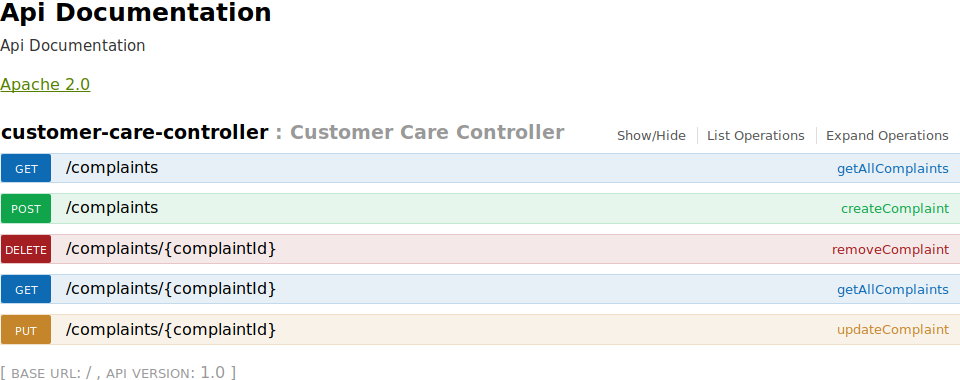 Api Documentation
Api Documentation
Apache 2.0
customer-care-controller : Customer Care Controller Show/Hide List Operations Expand Operations
GET /complaints getAllComplaints
POST /complaints createComplaint
DELETE /complaints/{complaintId} removeComplaint
GET /complaints/{complaintId} getAllComplaints
PUT /complaints/{complaintId} updateComplaint
[ BASE URL: / , API VERSION: 1.0 ]